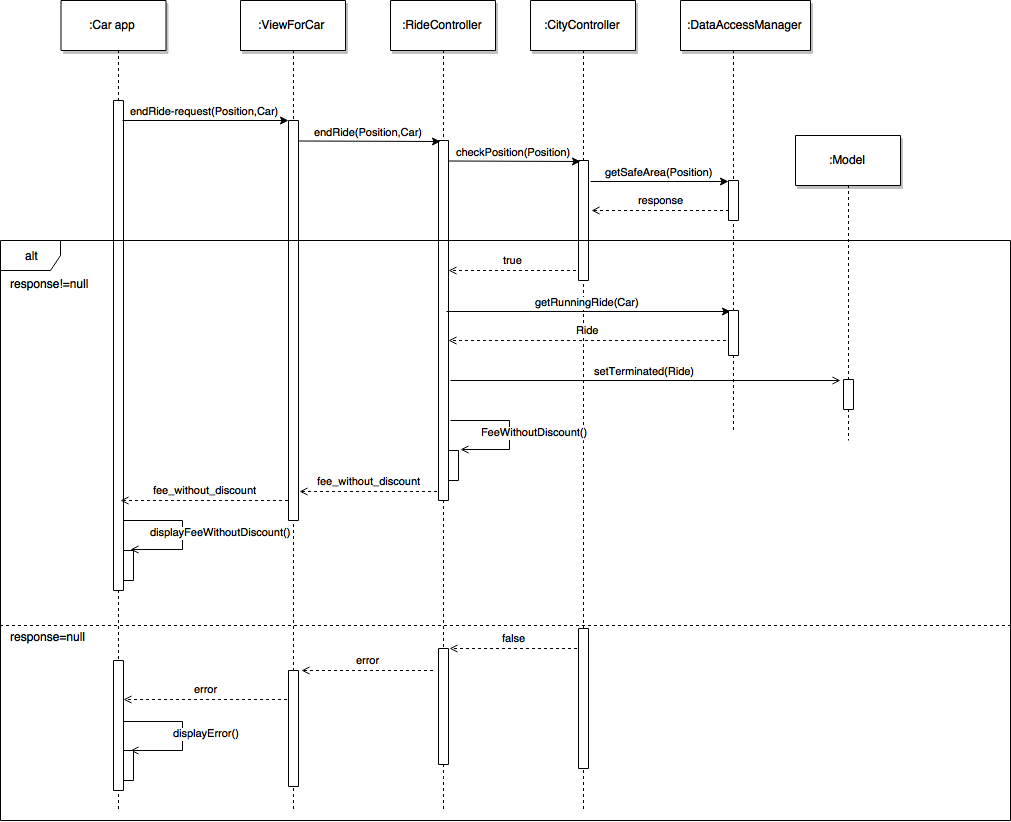 :Car app
:ViewForCar
:RideController
:CityController
:DataAccessManager
endRide-request(Position,Car)
endRide(Position,Car)
checkPosition(Position)
:Model
getSafeArea(Position)
response
alt
true
response!=null
getRunningRide(Car)
Ride
setTerminated(Ride)
FeeWithoutDiscount()
fee_without_discount
fee_without_discount
displayFeeWithoutDiscount()
response=null
false
error
error
displayError()